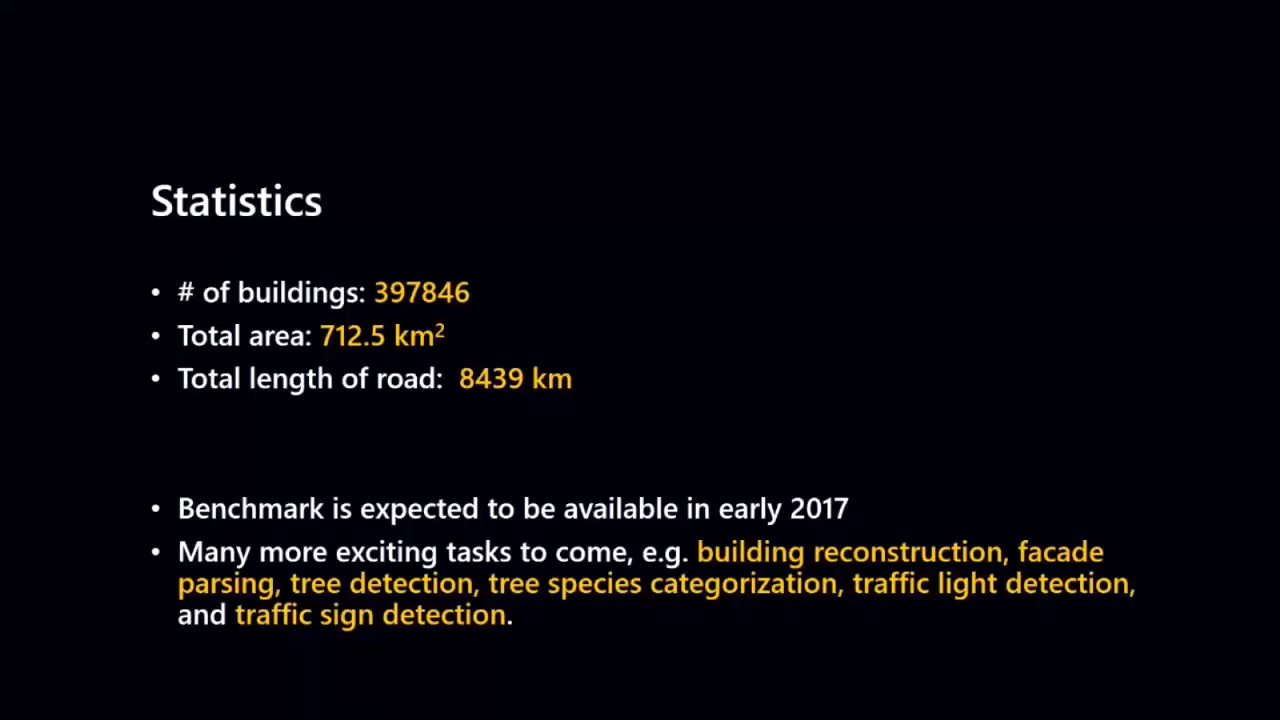 Statistics
• # of buildings: 397846
• Total area: 712.5 km²
• Total length of road:  8439 km
• Benchmark is expected to be available in early 2017
• Many more exciting tasks to come, e.g. building reconstruction, facade
parsing, tree detection, tree species categorization, traffic light detection,
and traffic sign detection.